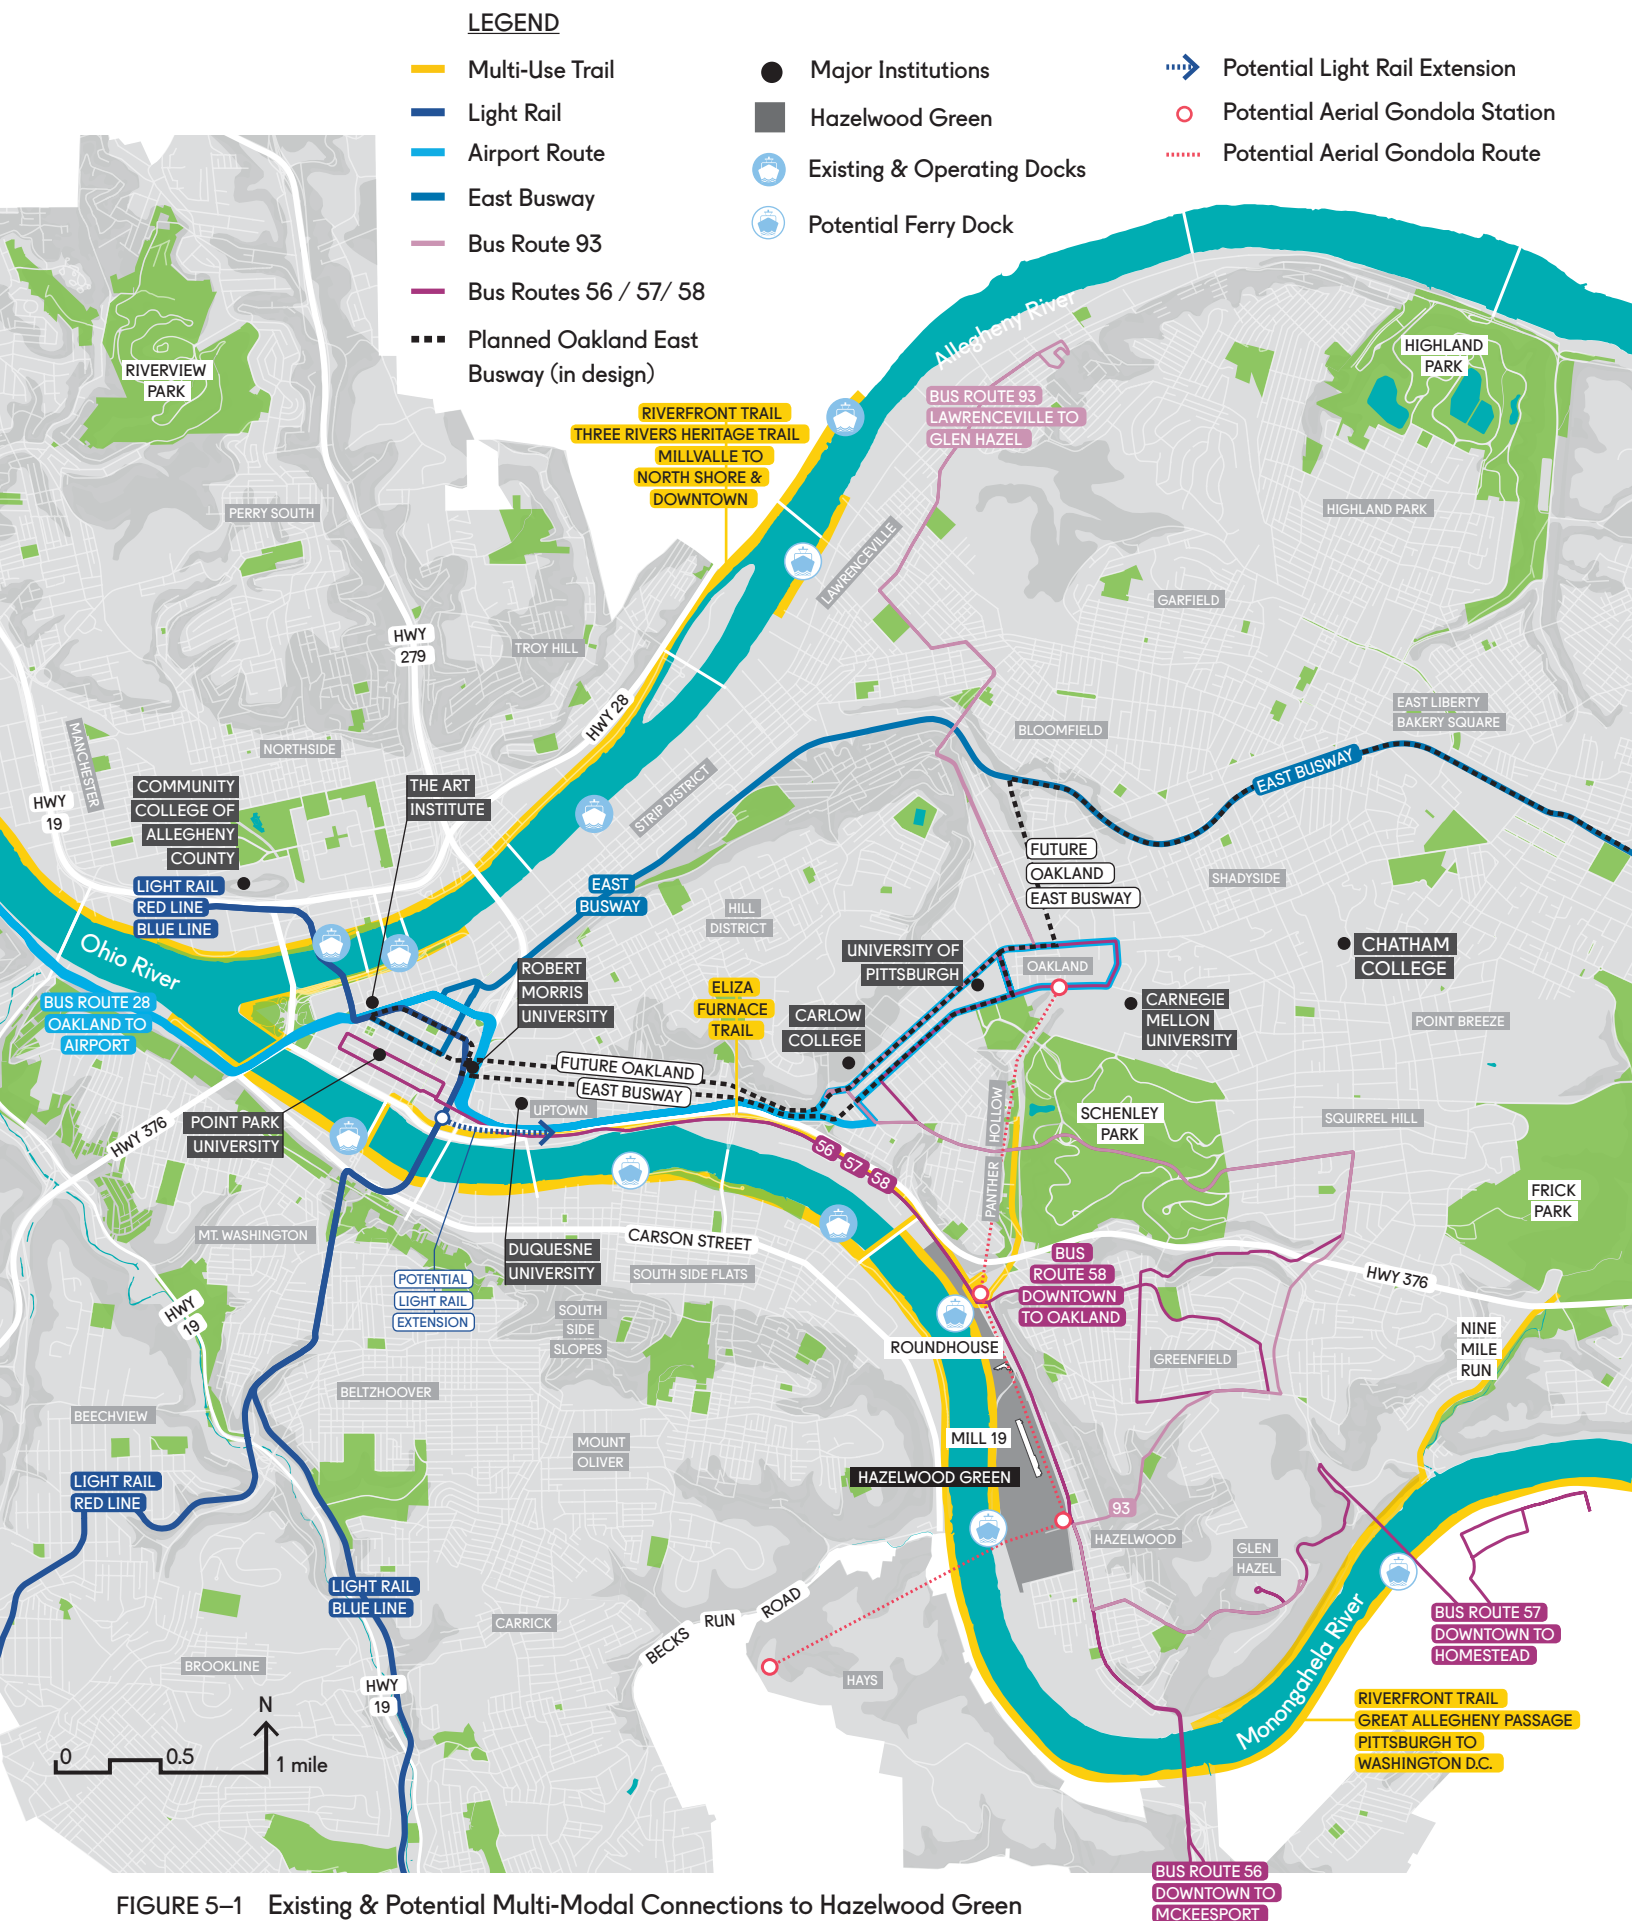 LEGEND
Multi-Use Trail
Light Rail
Airport Route
East Busway
Bus Route 93
Bus Routes 56 / 57/ 58
Planned Oakland East
Busway (in design)
Major Institutions
Hazelwood Green
Existing & Operating Docks
Potential Ferry Dock
Potential Light Rail Extension
Potential Aerial Gondola Station
Potential Aerial Gondola Route
Allegheny River
RIVERVIEW
PARK
HIGHLAND
PARK
BUS ROUTE 93
LAWRENCEVILLE TO
GLEN HAZEL
RIVERFRONT TRAIL
THREE RIVERS HERITAGE TRAIL
MILLVALLE TO
NORTH SHORE &
DOWNTOWN
PERRY SOUTH
HIGHLAND PARK
LAWRENCEVILLE
GARFIELD
HWY
279
TROY HILL
HWY 28
EAST LIBERTY
BAKERY SQUARE
MANCHESTER
NORTHSIDE
BLOOMFIELD
EAST BUSWAY
STRIP DISTRICT
COMMUNITY
COLLEGE OF
ALLEGHENY
COUNTY
THE ART
INSTITUTE
HWY
19
FUTURE
OAKLAND
EAST BUSWAY
SHADYSIDE
LIGHT RAIL
RED LINE
BLUE LINE
EAST
BUSWAY
HILL
DISTRICT
Ohio River
UNIVERSITY OF
PITTSBURGH
OAKLAND
CHATHAM
COLLEGE
ROBERT
MORRIS
UNIVERSITY
ELIZA
FURNACE
TRAIL
CARLOW
COLLEGE
CARNEGIE
MELLON
UNIVERSITY
POINT BREEZE
BUS ROUTE 28
OAKLAND TO
AIRPORT
FUTURE OAKLAND
EAST BUSWAY
UPTOWN
POINT PARK
UNIVERSITY
HWY 376
PANTHER HOLLOW
SCHENLEY
PARK
SQUIRREL HILL
56
57
58
FRICK
PARK
MT. WASHINGTON
CARSON STREET
DUQUESNE
UNIVERSITY
SOUTH SIDE FLATS
BUS
ROUTE 58
DOWNTOWN
TO OAKLAND
HWY 376
POTENTIAL
LIGHT RAIL
EXTENSION
HWY
19
SOUTH
SIDE
SLOPES
ROUNDHOUSE
GREENFIELD
NINE
MILE
RUN
BELTZHOOVER
BEECHVIEW
MOUNT
OLIVER
MILL 19
HAZELWOOD GREEN
LIGHT RAIL
RED LINE
93
HAZELWOOD
GLEN
HAZEL
LIGHT RAIL
BLUE LINE
CARRICK
BECKS RUN ROAD
BUS ROUTE 57
DOWNTOWN TO
HOMESTEAD
BROOKLINE
HWY
19
HAYS
Monongahela River
RIVERFRONT TRAIL
GREAT ALLEGHENY PASSAGE
PITTSBURGH TO
WASHINGTON D.C.
N
0
0.5
1 mile
BUS ROUTE 56
DOWNTOWN TO
MCKEESPORT
FIGURE 5–1 Existing & Potential Multi-Modal Connections to Hazelwood Green